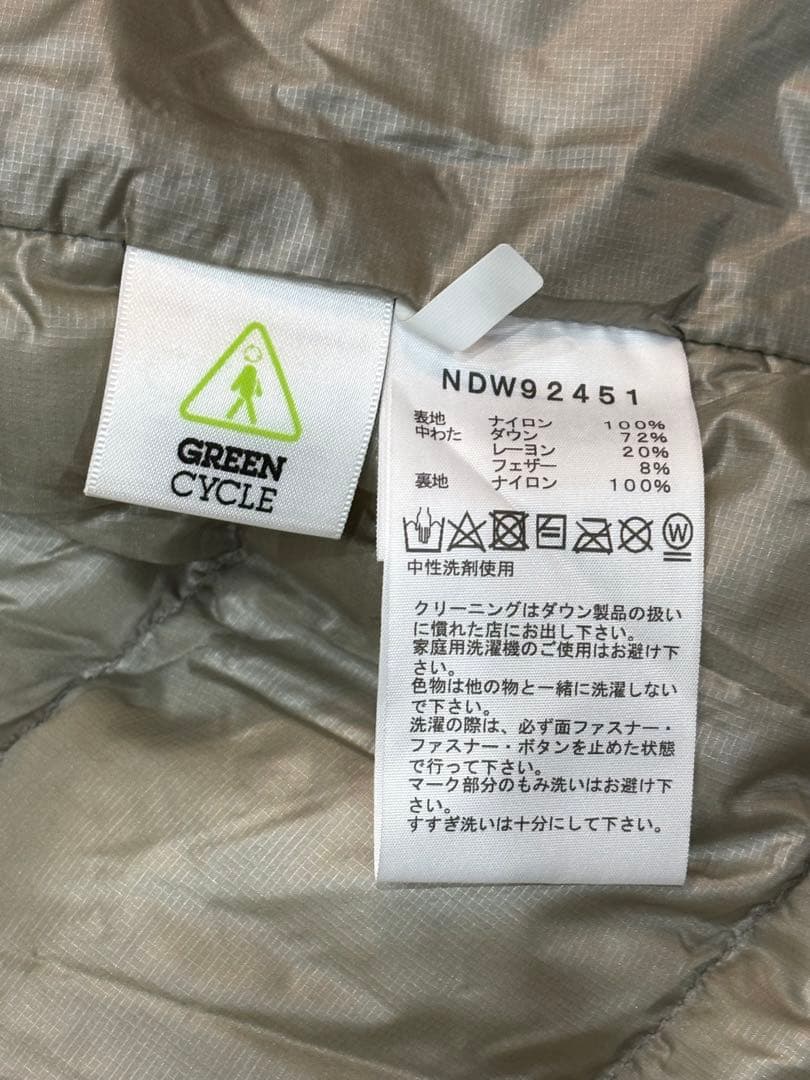 GREEN
CYCLE
NDW92451
表地 ナイロン 100%
中わた ダウン 72%
レーヨン 20%
フェザー 8%
裏地 ナイロン 100%
W
中性洗剤使用
クリーニングはダウン製品の扱い
に慣れた店にお出し下さい。
家庭用洗濯機のご使用はお避け下
さい。
色物は他の物と一緒に洗濯しない
で下さい。
洗濯の際は、必ず面ファスナー・
ファスナー・ボタンを止めた状態
で行って下さい。
マーク部分のもみ洗いはお避け下
さい。
すすぎ洗いは十分にして下さい。